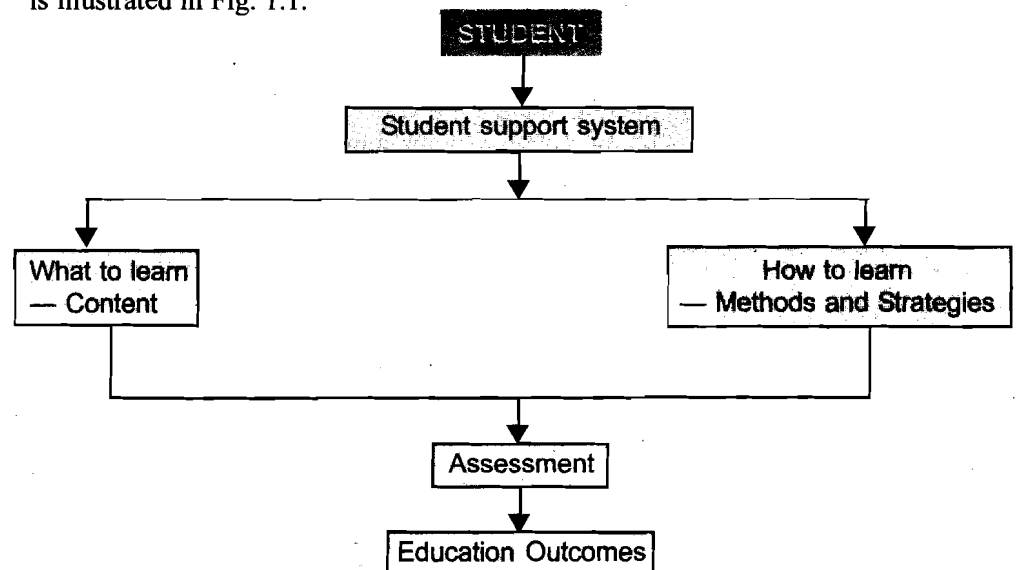 is illustrated in Fig. 1.1.
STUDENT
Student support system
What to learn
— Content
How to learn
— Methods and Strategies
Assessment
Education Outcomes